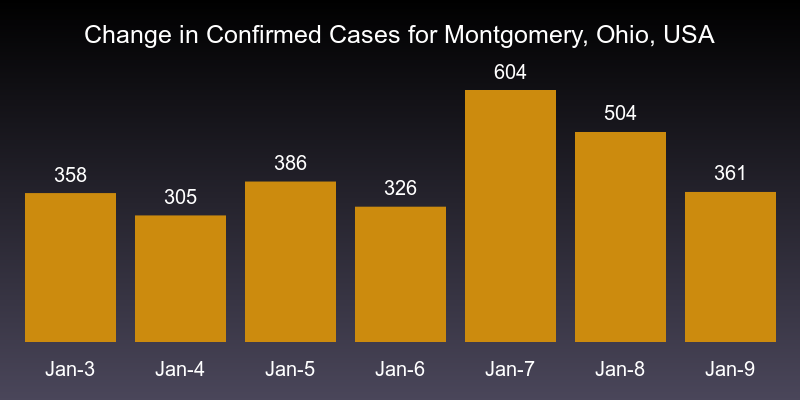 Change in Confirmed Cases for Montgomery, Ohio, USA
358
305
386
326
604
504
361
Jan-3
Jan-4
Jan-5
Jan-6
Jan-7
Jan-8
Jan-9